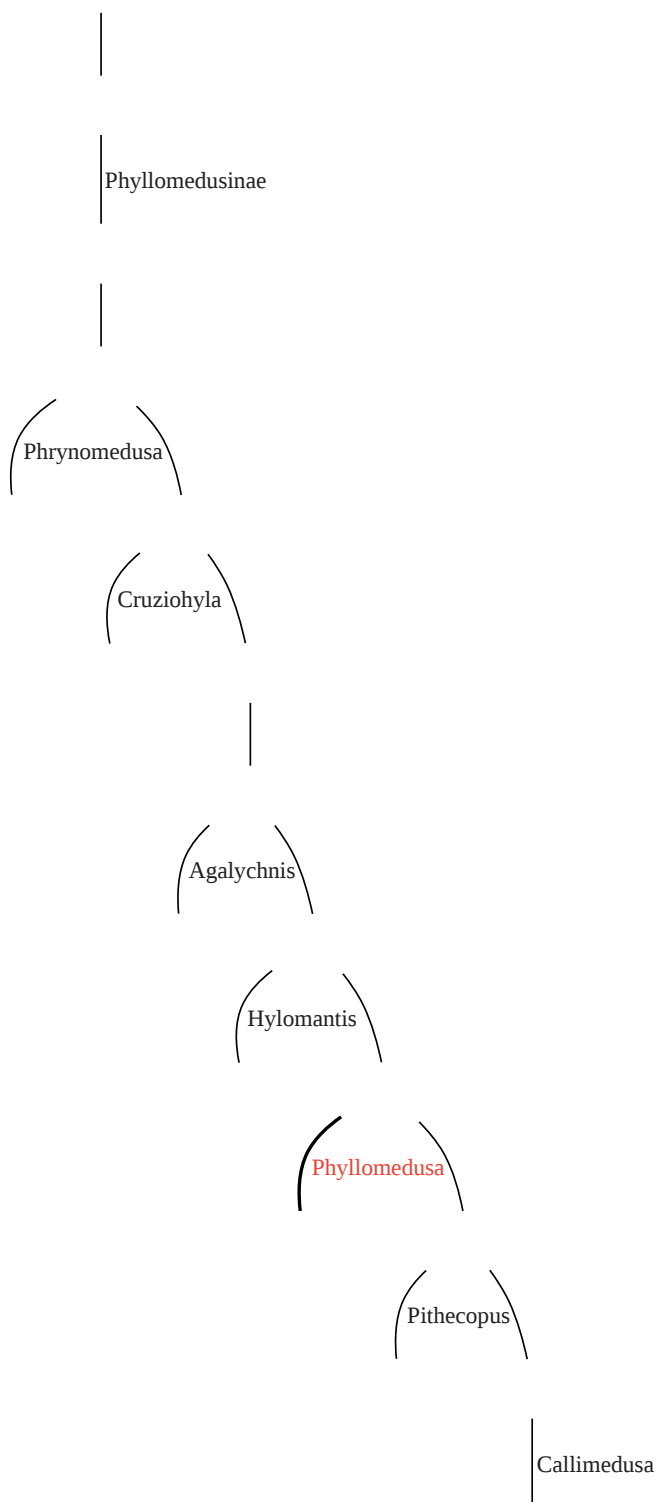 Phyllomedusinae
Phrynomedusa
Cruziohyla
Agalychnis
Hylomantis
Phyllomedusa
Pithecopus
Callimedusa